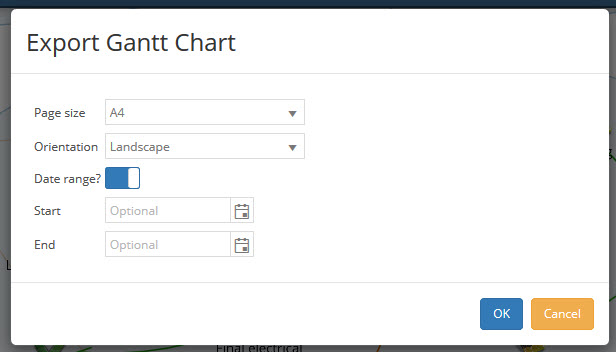 Export Gantt Chart
Page size A4
Orientation Landscape
Date range?
Start Optional
End Optional
OK Cancel
Final electrical